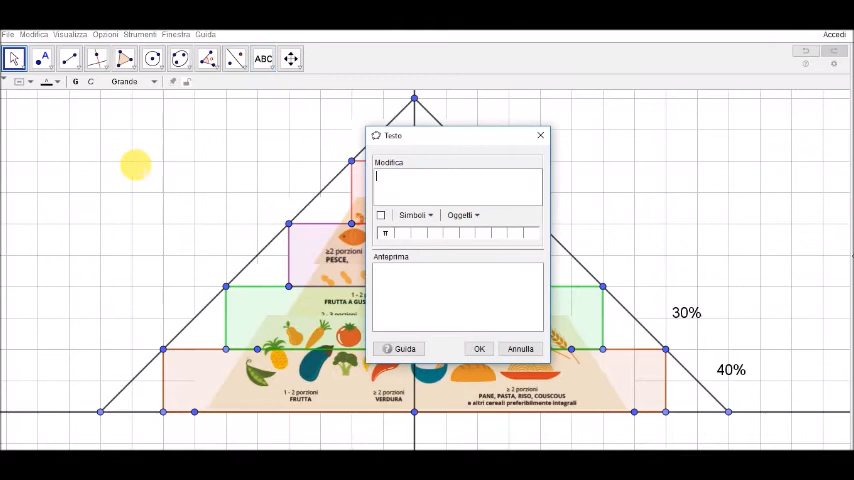 File Modifica Visualizza Opzioni Strumenti Finestra Guida Accedi
A ABC
G C Grande
Testo
Modifica
Simboli Oggetti
π
Anteprima
Guida OK Annulla
≥2 porzioni
PESCE,
1 - 2 p
FRUTTA A GUS
30%
40%
1 - 2 porzioni
FRUTTA
≥ 2 porzioni
VERDURA
≥ 2 porzioni
PANE, PASTA, RISO, COUSCOUS
e altri cereali preferibilmente integrali